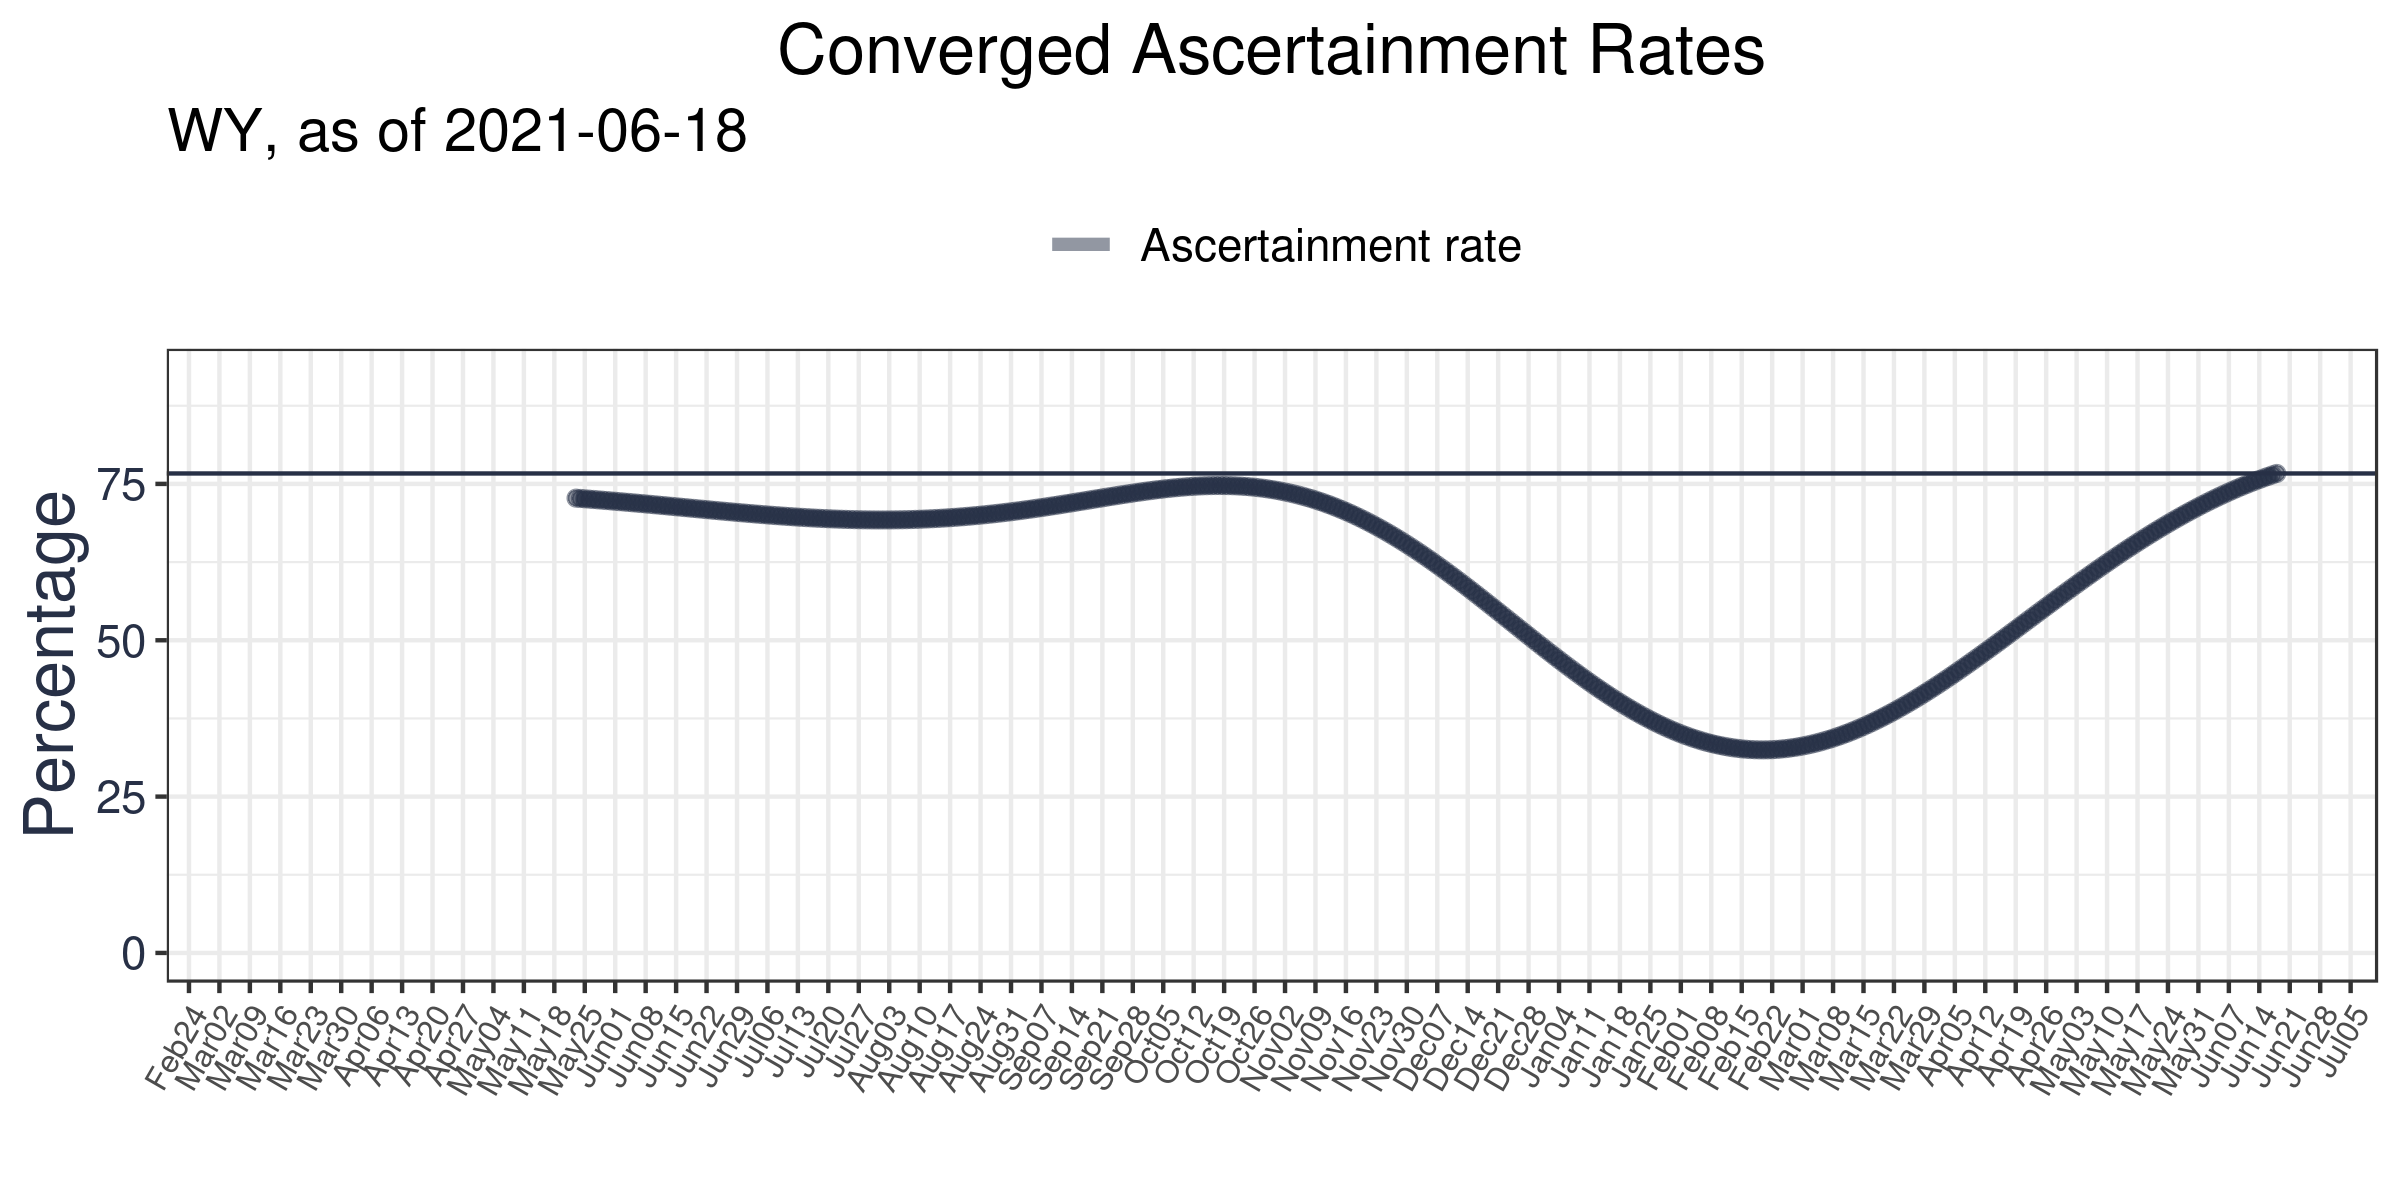 Converged Ascertainment Rates
WY, as of 2021-06-18
Ascertainment rate
Percentage
75
50
25
0
Feb24 Mar02 Mar09 Mar16 Mar23 Mar30 Apr06 Apr13 Apr20 Apr27 May04 May11 May18 May25 Jun01 Jun08 Jun15 Jun22 Jun29 Jul06 Jul13 Jul20 Jul27 Aug03 Aug10 Aug17 Aug24 Aug31 Sep07 Sep14 Sep21 Sep28 Oct05 Oct12 Oct19 Oct26 Nov02 Nov09 Nov16 Nov23 Nov30 Dec07 Dec14 Dec21 Dec28 Jan04 Jan11 Jan18 Jan25 Feb01 Feb08 Feb15 Feb22 Mar01 Mar08 Mar15 Mar22 Mar29 Apr05 Apr12 Apr19 Apr26 May03 May10 May17 May24 May31 Jun07 Jun14 Jun21 Jun28 Jul05